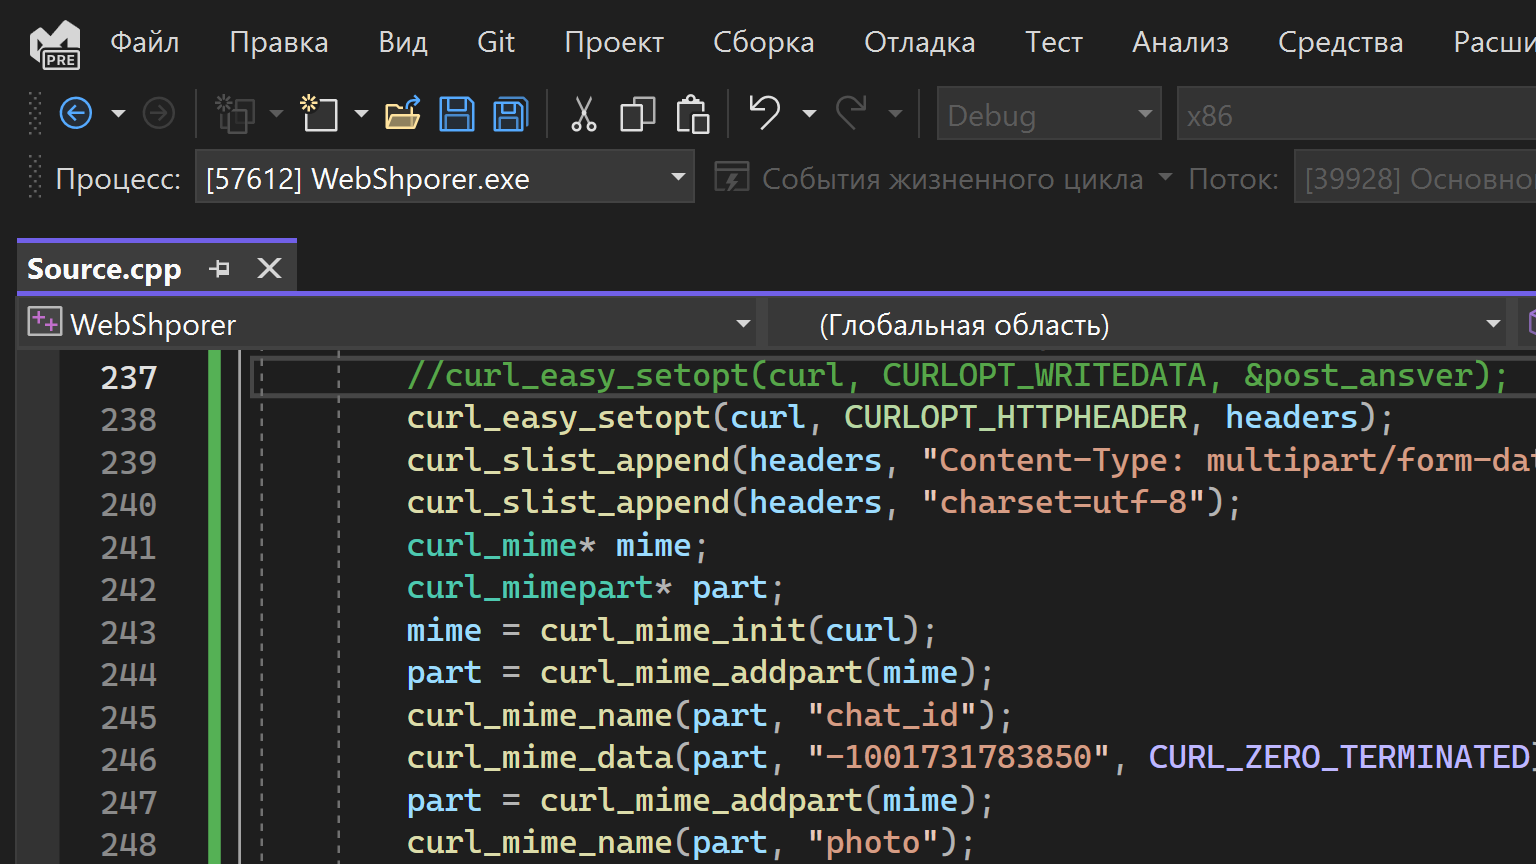 PRE Файл Правка Вид Git Проект Сборка Отладка Тест Анализ Средства
Debug x86
Процесс: [57612] WebShporer.exe События жизненного цикла Поток: [39928]
Source.cpp
WebShporer (Глобальная область)
237 //curl_easy_setopt(curl, CURLOPT_WRITEDATA, &post_ansver);
238 curl_easy_setopt(curl, CURLOPT_HTTPHEADER, headers);
239 curl_slist_append(headers, "Content-Type: multipart/form-dat
240 curl_slist_append(headers, "charset=utf-8");
241 curl_mime* mime;
242 curl_mimepart* part;
243 mime = curl_mime_init(curl);
244 part = curl_mime_addpart(mime);
245 curl_mime_name(part, "chat_id");
246 curl_mime_data(part, "-1001731783850", CURL_ZERO_TERMINATED)
247 part = curl_mime_addpart(mime);
248 curl_mime_name(part, "photo");